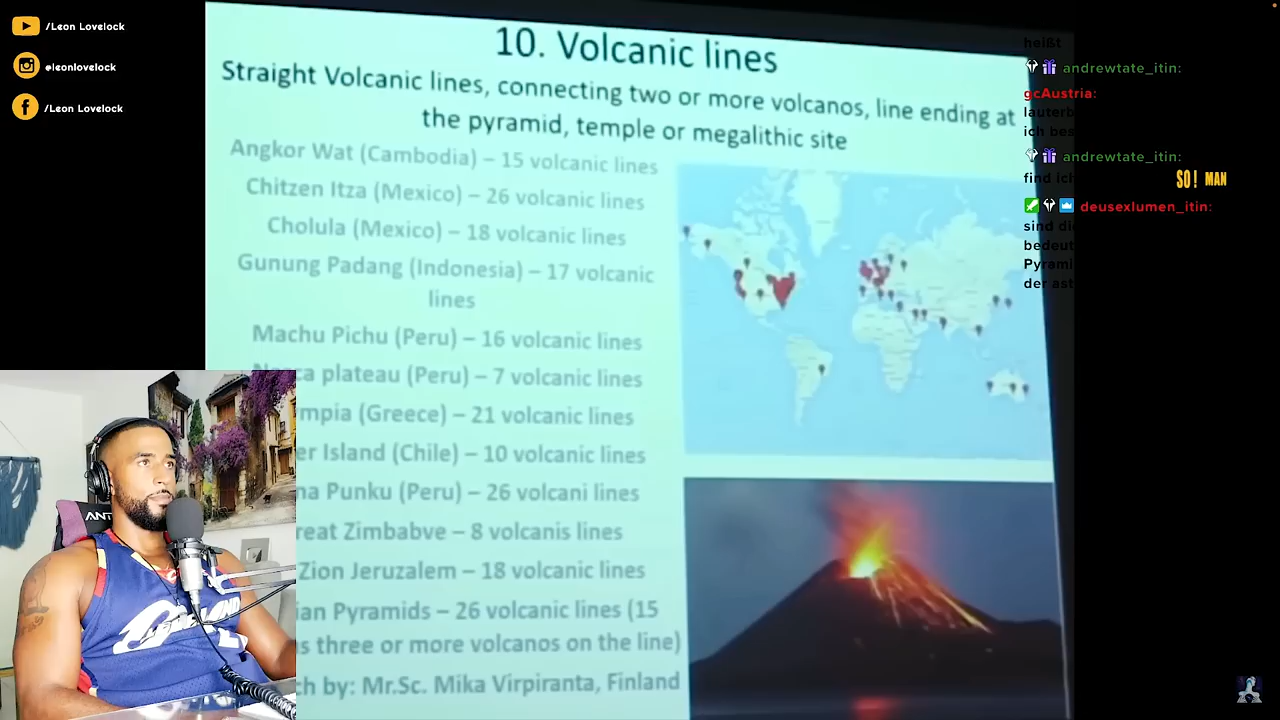 /Leon Lovelock
@leonlovelock
/Leon Lovelock
10. Volcanic lines
Straight Volcanic lines, connecting two or more volcanos, line ending at
the pyramid, temple or megalithic site
Angkor Wat (Cambodia) – 15 volcanic lines
Chitzen Itza (Mexico) – 26 volcanic lines
Cholula (Mexico) – 18 volcanic lines
Gunung Padang (Indonesia) – 17 volcanic
lines
Machu Pichu (Peru) – 16 volcanic lines
plateau (Peru) – 7 volcanic lines
(Greece) – 21 volcanic lines
Island (Chile) – 10 volcanic lines
Punku (Peru) – 26 volcani lines
Zimbabve – 8 volcanis lines
Zion Jeruzalem – 18 volcanic lines
Pyramids – 26 volcanic lines (15
three or more volcanos on the line)
by: Mr.Sc. Mika Virpiranta, Finland
heißt
andrewtate_itin:
gcAustria:
ich
andrewtate_itin:
find ich
SO! MAN
deusexlumen_itin:
sind
der
ANT